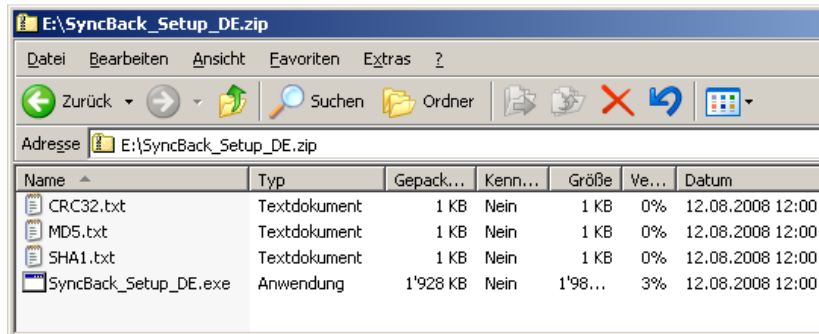 E:\SyncBack_Setup_DE.zip
Datei Bearbeiten Ansicht Favoriten Extras ?
Zurück Suchen Ordner
Adresse E:\SyncBack_Setup_DE.zip
Name Typ Gepack... Kenn... Größe Ve... Datum
CRC32.txt Textdokument 1 KB Nein 1 KB 0% 12.08.2008 12:00
MD5.txt Textdokument 1 KB Nein 1 KB 0% 12.08.2008 12:00
SHA1.txt Textdokument 1 KB Nein 1 KB 0% 12.08.2008 12:00
SyncBack_Setup_DE.exe Anwendung 1'928 KB Nein 1'98... 3% 12.08.2008 12:00